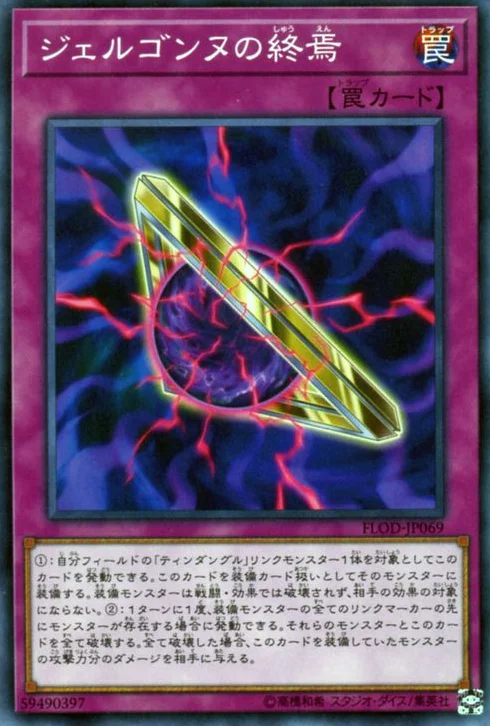 ジェルゴンヌの終焉
罠
【罠カード】
FLOD-JP069
①：自分フィールドの「ティンダングル」リンクモンスター1体を対象としてこの
カードを発動できる。このカードを装備カード扱いとしてそのモンスターに
装備する。装備モンスターは戦闘・効果では破壊されず、相手の効果の対象
にならない。②：1ターンに1度、装備モンスターの全てのリンクマーカーの先
にモンスターが存在する場合に発動できる。それらのモンスターとこのカー
ドを全て破壊する。全て破壊した場合、このカードを装備していたモンスター
の攻撃力分のダメージを相手に与える。
59490397
©高橋和希 スタジオ・ダイス/集英社